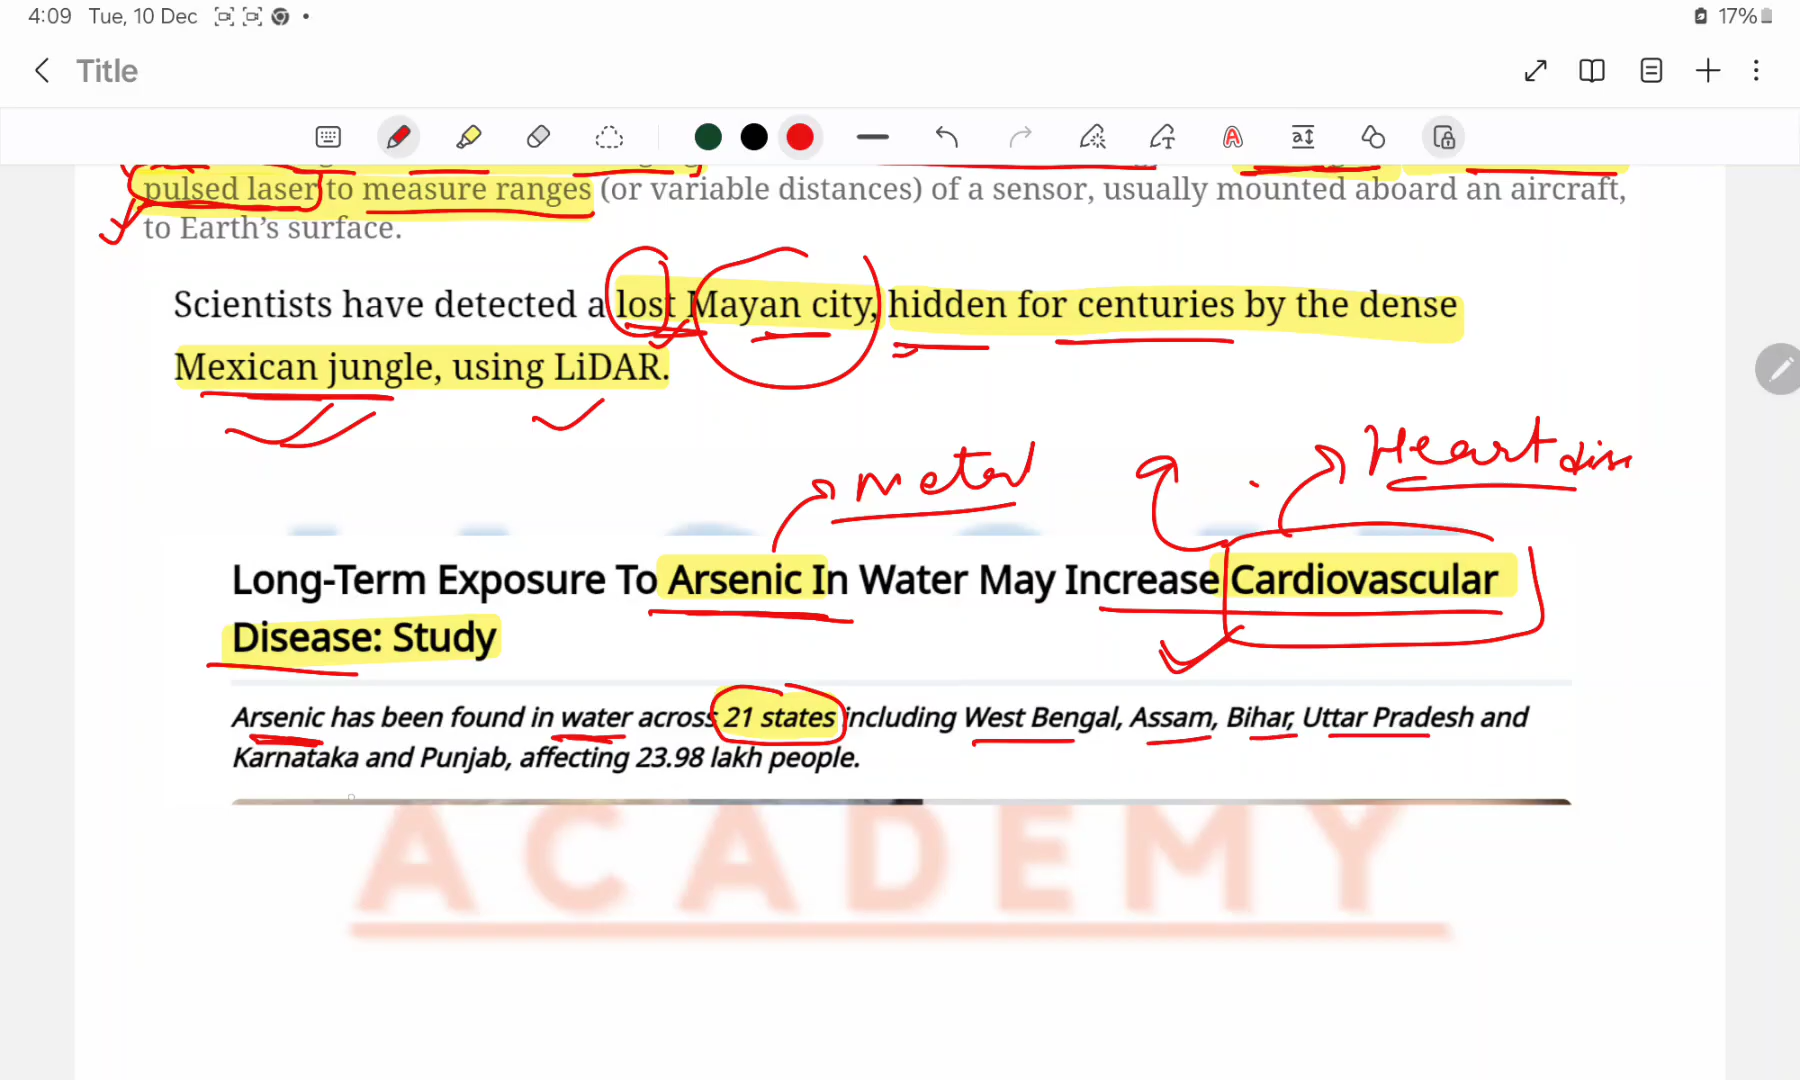 4:09 Tue, 10 Dec
17%
Title
pulsed laser to measure ranges (or variable distances) of a sensor, usually mounted aboard an aircraft,
to Earth’s surface.
Scientists have detected a lost Mayan city, hidden for centuries by the dense
Mexican jungle, using LiDAR.
Metal
Heart
Long-Term Exposure To Arsenic In Water May Increase Cardiovascular
Disease: Study
Arsenic has been found in water across 21 states including West Bengal, Assam, Bihar, Uttar Pradesh and
Karnataka and Punjab, affecting 23.98 lakh people.
ACADEMY